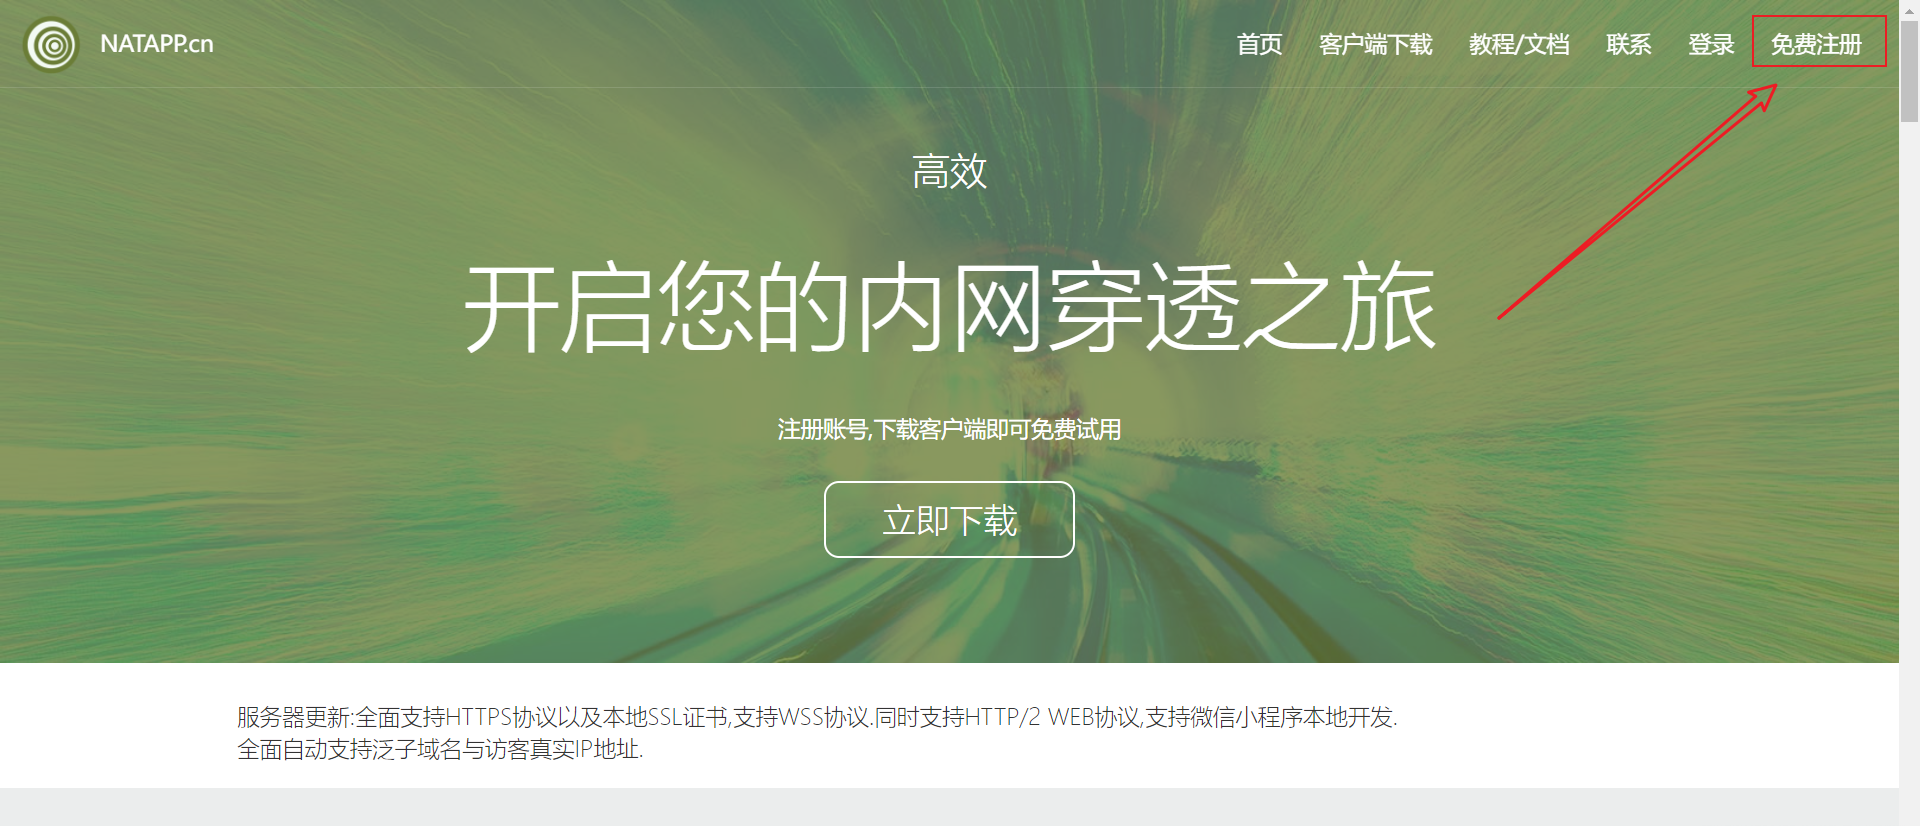 NATAPP.cn
首页 客户端下载 教程/文档 联系 登录 免费注册
高效
开启您的内网穿透之旅
注册账号,下载客户端即可免费试用
立即下载
服务器更新:全面支持HTTPS协议以及本地SSL证书,支持WSS协议.同时支持HTTP/2 WEB协议,支持微信小程序本地开发.
全面自动支持泛子域名与访客真实IP地址.